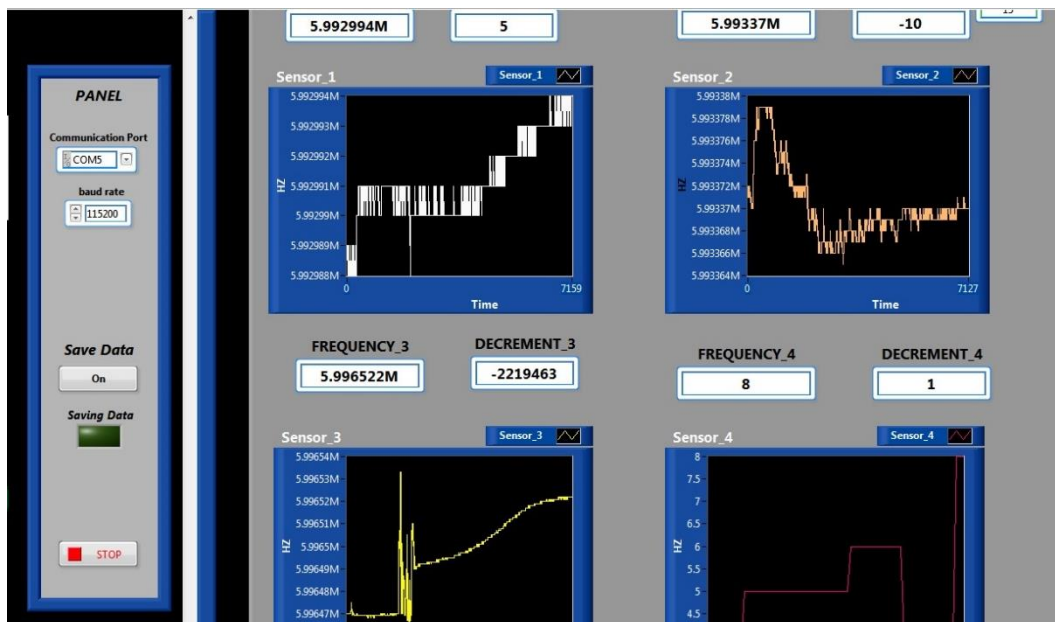 5.992994M
5
5.99337M
-10
PANEL
Communication Port
COM5
baud rate
115200
Save Data
On
Saving Data
STOP
Sensor_1
Sensor_1
5.992994M
5.992993M
5.992992M
5.992991M
5.99299M
5.992989M
5.992988M
HZ
0
7159
Time
Sensor_2
Sensor_2
5.99338M
5.993378M
5.993376M
5.993374M
5.993372M
5.99337M
5.993368M
5.993366M
5.993364M
HZ
0
7127
Time
FREQUENCY_3
DECREMENT_3
5.996522M
-2219463
FREQUENCY_4
DECREMENT_4
8
1
Sensor_3
Sensor_3
5.99654M
5.99653M
5.99652M
5.99651M
5.9965M
5.99649M
5.99648M
5.99647M
HZ
Sensor_4
Sensor_4
8
7.5
7
6.5
6
5.5
5
4.5
HZ